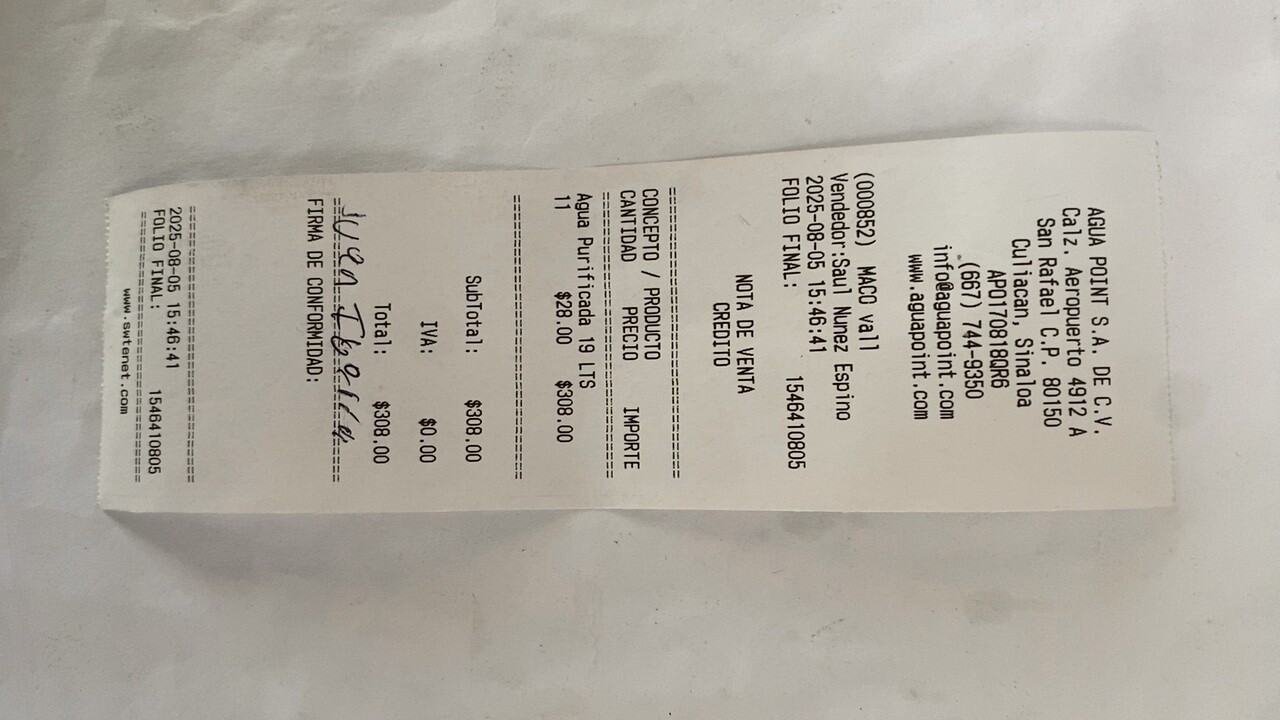 AGUA POINT S.A. DE C.V.
Calz. Aeropuerto 4912 A
San Rafael C.P. 80150
Culiacan, Sinaloa
APO170818QR6
(667) 744-9350
info@aguapoint.com
www.aguapoint.com
(000852) MACO vall
Vendedor:Saul Nunez Espino
2025-08-05 15:46:41
FOLIO FINAL: 1546410805
NOTA DE VENTA
CREDITO
==============================
CONCEPTO / PRODUCTO
CANTIDAD PRECIO IMPORTE
==============================
Agua Purificada 19 LTS
11 $28.00 $308.00
==============================
SubTotal: $308.00
IVA: $0.00
Total: $308.00
Juan
==============================
FIRMA DE CONFORMIDAD:
==============================
2025-08-05 15:46:41
FOLIO FINAL: 1546410805
==============================
www.swtenet.com